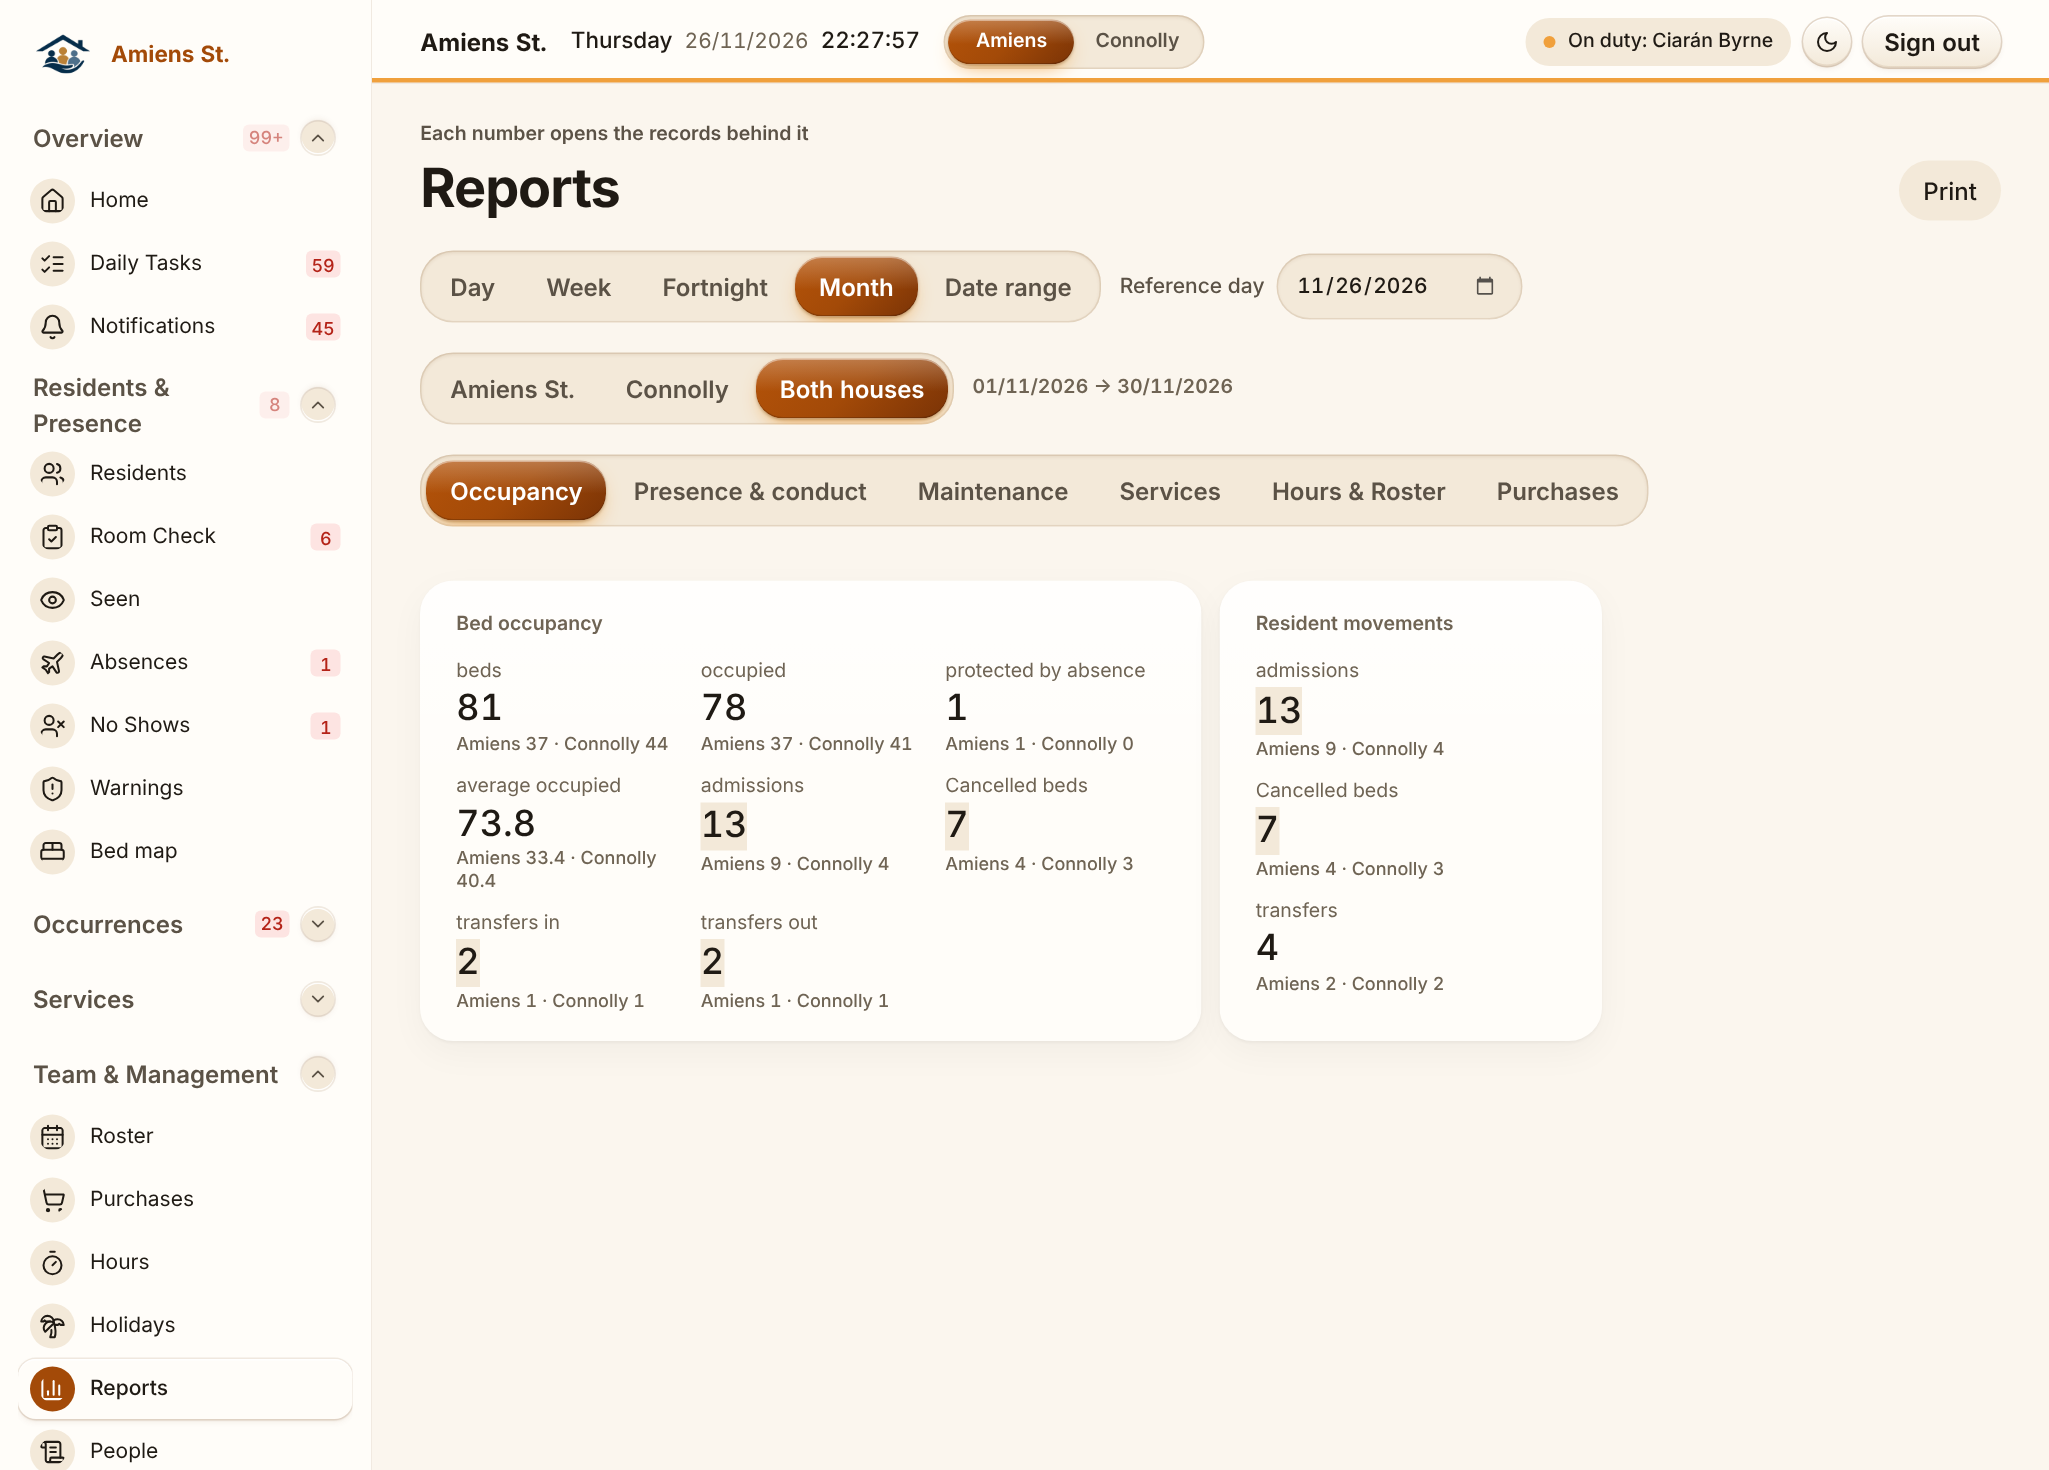 Amiens St.
Overview 99+
Home
Daily Tasks 59
Notifications 45
Residents &
Presence 8
Residents
Room Check 6
Seen
Absences 1
No Shows 1
Warnings
Bed map
Occurrences 23
Services
Team & Management
Roster
Purchases
Hours
Holidays
Reports
People
Amiens St. Thursday 26/11/2026 22:27:57 Amiens Connolly On duty: Ciarán Byrne Sign out
Each number opens the records behind it
Reports
Print
Day Week Fortnight Month Date range Reference day 11/26/2026
Amiens St. Connolly Both houses 01/11/2026 → 30/11/2026
Occupancy Presence & conduct Maintenance Services Hours & Roster Purchases
Bed occupancy
beds occupied protected by absence
81 78 1
Amiens 37 · Connolly 44 Amiens 37 · Connolly 41 Amiens 1 · Connolly 0
average occupied admissions Cancelled beds
73.8 13 7
Amiens 33.4 · Connolly Amiens 9 · Connolly 4 Amiens 4 · Connolly 3
40.4
transfers in transfers out
2 2
Amiens 1 · Connolly 1 Amiens 1 · Connolly 1
Resident movements
admissions
13
Amiens 9 · Connolly 4
Cancelled beds
7
Amiens 4 · Connolly 3
transfers
4
Amiens 2 · Connolly 2